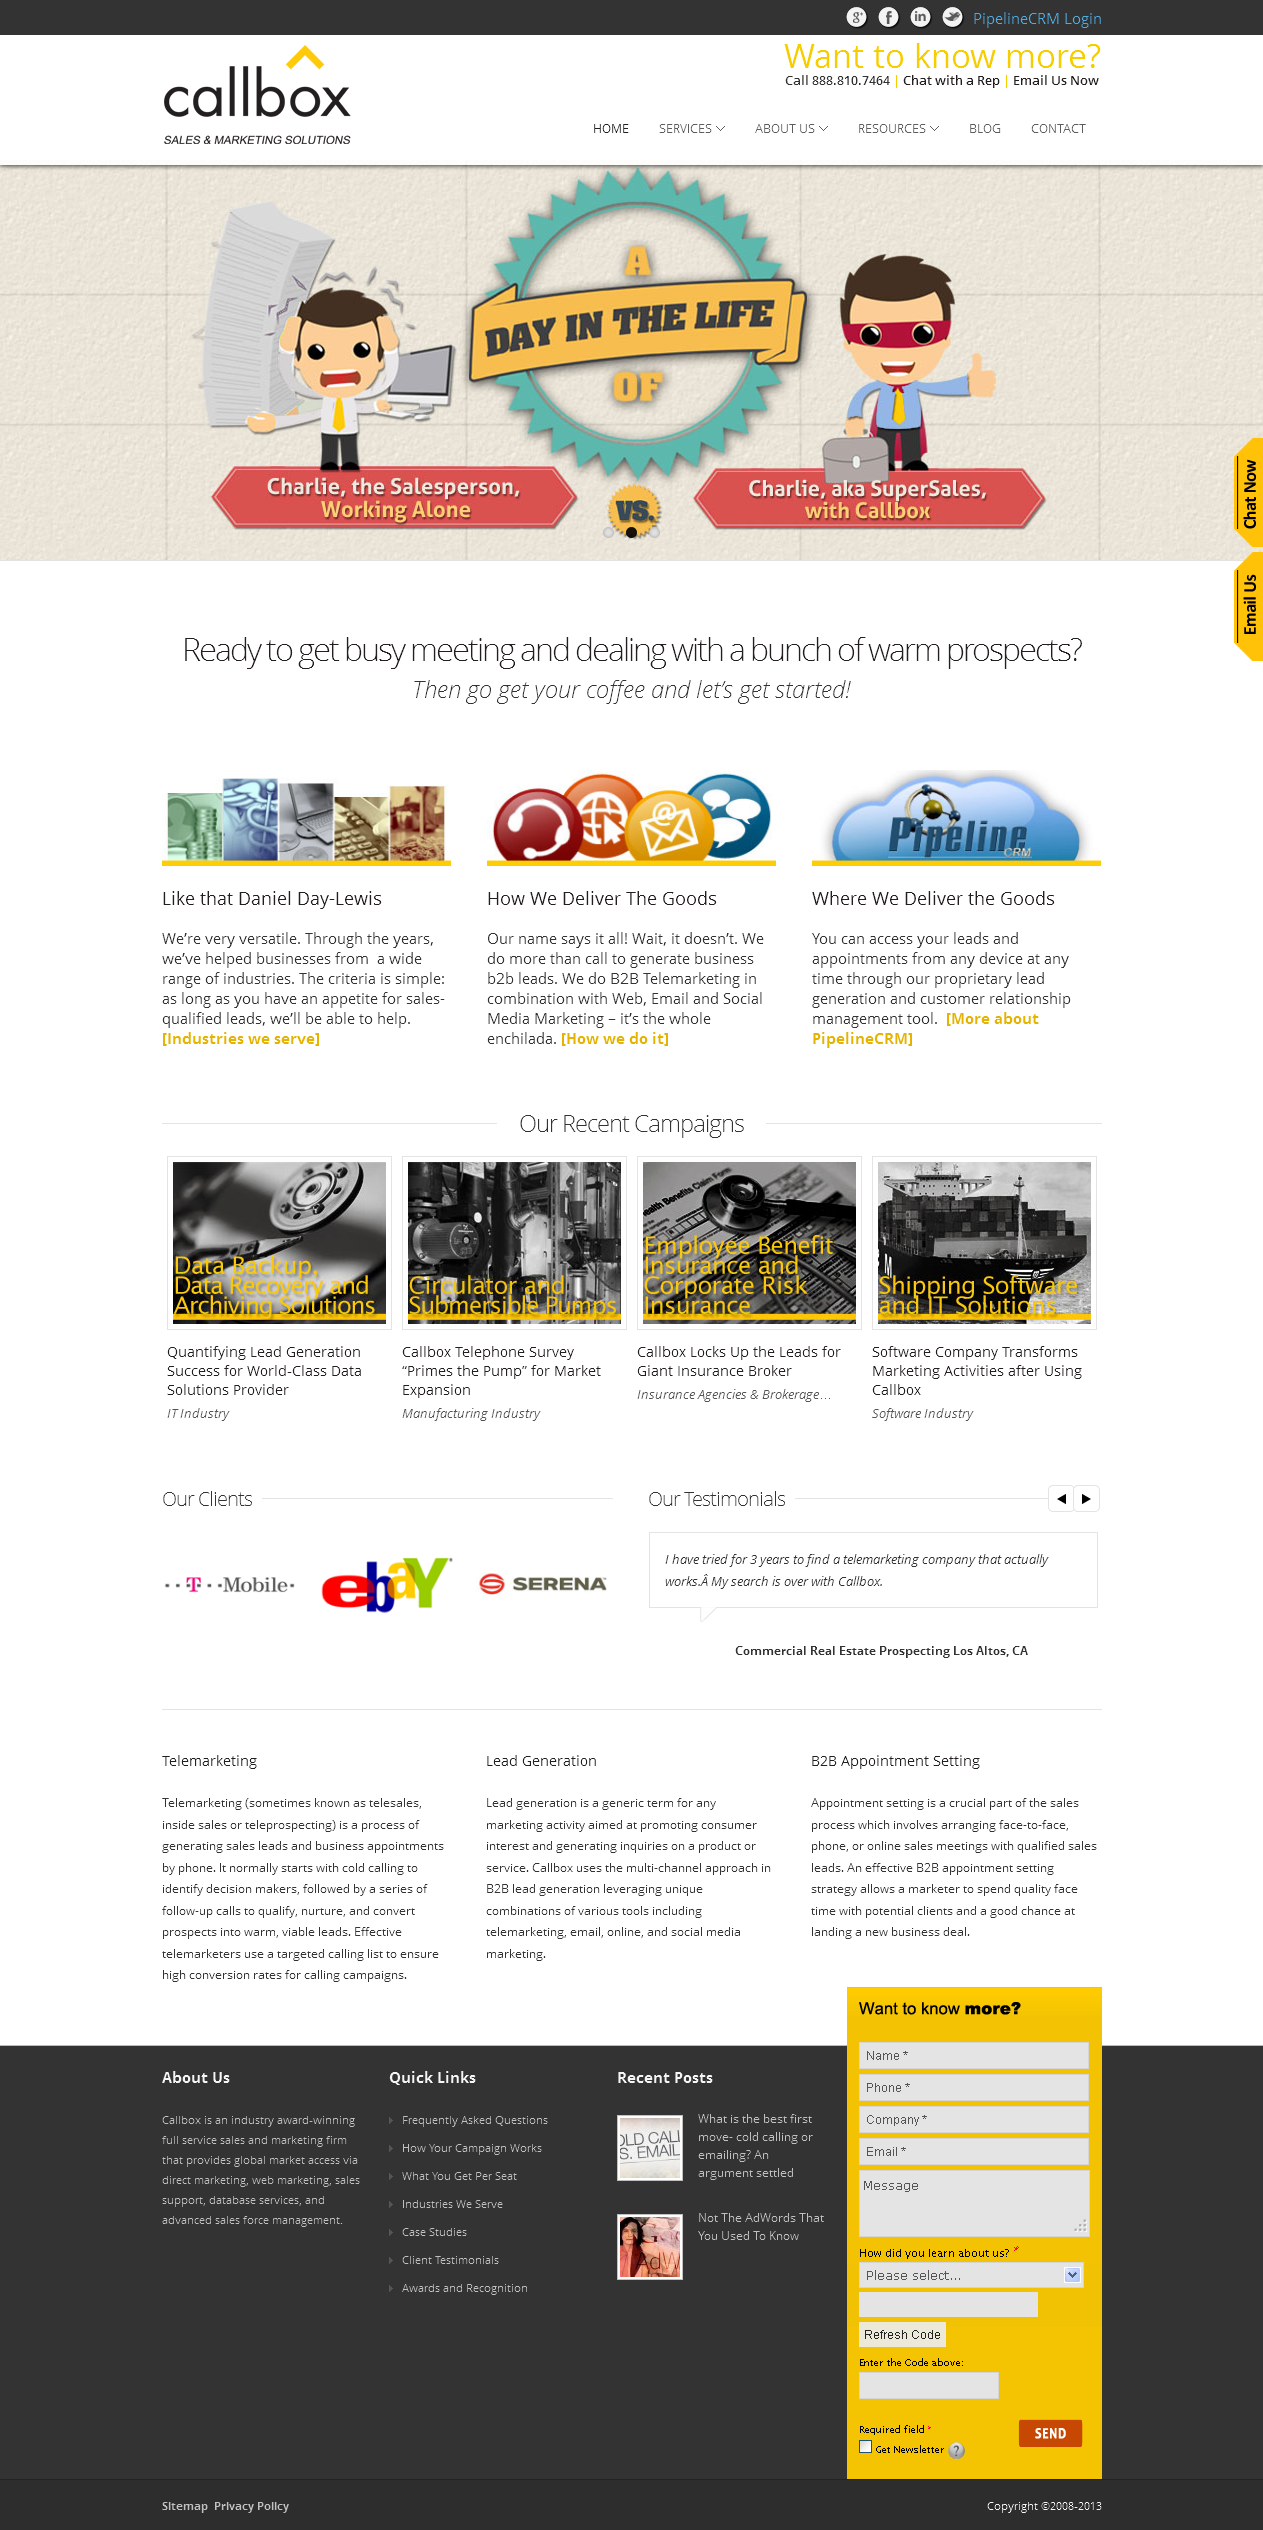 PipelineCRM Login
callbox
SALES & MARKETING SOLUTIONS
Want to know more?
Call 888.810.7464 | Chat with a Rep | Email Us Now
HOME SERVICES ABOUT US RESOURCES BLOG CONTACT
A
DAY IN THE LIFE
OF
Charlie, the Salesperson,
Working Alone
VS.
Charlie, aka SuperSales,
with Callbox
Chat Now
Email Us
Ready to get busy meeting and dealing with a bunch of warm prospects?
Then go get your coffee and let's get started!
Pipeline
CRM
Like that Daniel Day-Lewis
We're very versatile. Through the years,
we've helped businesses from a wide
range of industries. The criteria is simple:
as long as you have an appetite for sales-
qualified leads, we'll be able to help.
[Industries we serve]
How We Deliver The Goods
Our name says it all! Wait, it doesn't. We
do more than call to generate business
b2b leads. We do B2B Telemarketing in
combination with Web, Email and Social
Media Marketing – it's the whole
enchilada. [How we do it]
Where We Deliver the Goods
You can access your leads and
appointments from any device at any
time through our proprietary lead
generation and customer relationship
management tool. [More about
PipelineCRM]
Our Recent Campaigns
Data Backup,
Data Recovery and
Archiving Solutions
Quantifying Lead Generation
Success for World-Class Data
Solutions Provider
IT Industry
Circulator and
Submersible Pumps
Callbox Telephone Survey
“Primes the Pump” for Market
Expansion
Manufacturing Industry
Health Benefits Claim Form
Employee Benefit
Insurance and
Corporate Risk
Insurance
Callbox Locks Up the Leads for
Giant Insurance Broker
Insurance Agencies & Brokerage…
Shipping Software
and IT Solutions
Software Company Transforms
Marketing Activities after Using
Callbox
Software Industry
Our Clients
T··Mobile·
ebaY
SERENA
Our Testimonials
I have tried for 3 years to find a telemarketing company that actually
works.Â My search is over with Callbox.
Commercial Real Estate Prospecting Los Altos, CA
Telemarketing
Telemarketing (sometimes known as telesales,
inside sales or teleprospecting) is a process of
generating sales leads and business appointments
by phone. It normally starts with cold calling to
identify decision makers, followed by a series of
follow-up calls to qualify, nurture, and convert
prospects into warm, viable leads. Effective
telemarketers use a targeted calling list to ensure
high conversion rates for calling campaigns.
Lead Generation
Lead generation is a generic term for any
marketing activity aimed at promoting consumer
interest and generating inquiries on a product or
service. Callbox uses the multi-channel approach in
B2B lead generation leveraging unique
combinations of various tools including
telemarketing, email, online, and social media
marketing.
B2B Appointment Setting
Appointment setting is a crucial part of the sales
process which involves arranging face-to-face,
phone, or online sales meetings with qualified sales
leads. An effective B2B appointment setting
strategy allows a marketer to spend quality face
time with potential clients and a good chance at
landing a new business deal.
About Us
Callbox is an industry award-winning
full service sales and marketing firm
that provides global market access via
direct marketing, web marketing, sales
support, database services, and
advanced sales force management.
Quick Links
Frequently Asked Questions
How Your Campaign Works
What You Get Per Seat
Industries We Serve
Case Studies
Client Testimonials
Awards and Recognition
Recent Posts
OLD CALL
S. EMAIL
What is the best first
move- cold calling or
emailing? An
argument settled
AdW
Not The AdWords That
You Used To Know
Want to know more?
Name *
Phone *
Company *
Email *
Message
How did you learn about us? *
Please select...
Refresh Code
Enter the Code above:
Required field *
SEND
Get Newsletter ?
Sitemap Privacy Policy
Copyright ©2008-2013